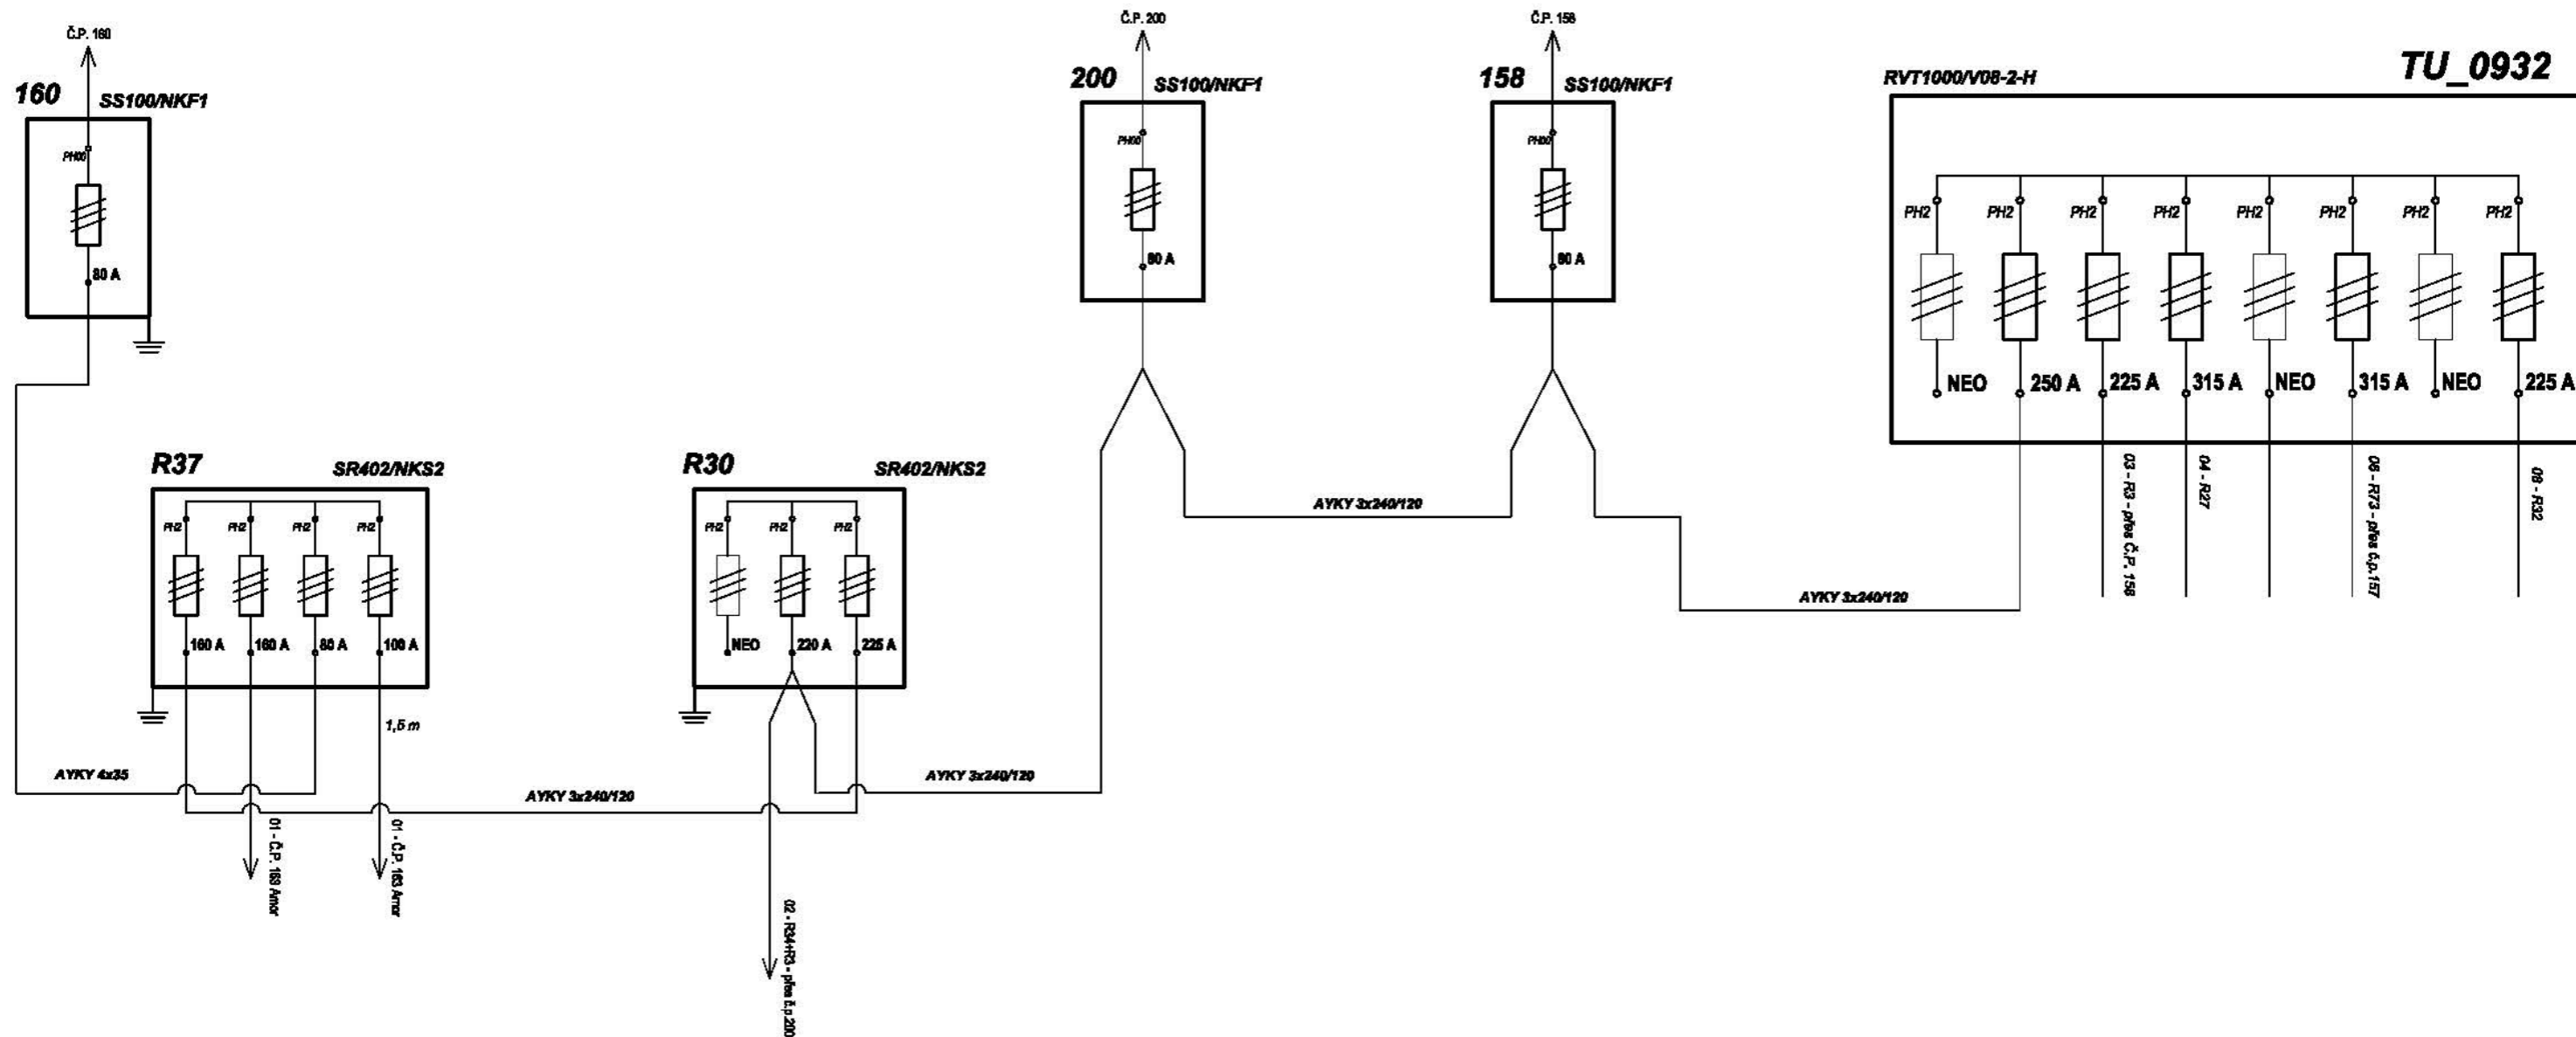 Č.P. 160
160
SS100/NKF1
PH00
80 A
Č.P. 200
200
SS100/NKF1
PH00
80 A
Č.P. 158
158
SS100/NKF1
PH00
80 A
TU_0932
RVT1000/V08-2-H
PH2
PH2
PH2
PH2
PH2
PH2
PH2
PH2
NEO
250 A
225 A
315 A
NEO
315 A
NEO
225 A
03 - R3 - přes Č.P. 158
04 - R27
06 - R73 - přes č.p.157
08 - R32
R37
SR402/NKS2
PH2
PH2
PH2
PH2
160 A
160 A
80 A
100 A
1,5 m
R30
SR402/NKS2
PH2
PH2
PH2
NEO
220 A
225 A
AYKY 3x240/120
AYKY 3x240/120
AYKY 4x35
AYKY 3x240/120
AYKY 3x240/120
01 - Č.P. Amor
01 - Č.P. 163 Amor
02 - R34+R3 - přes č.p.200